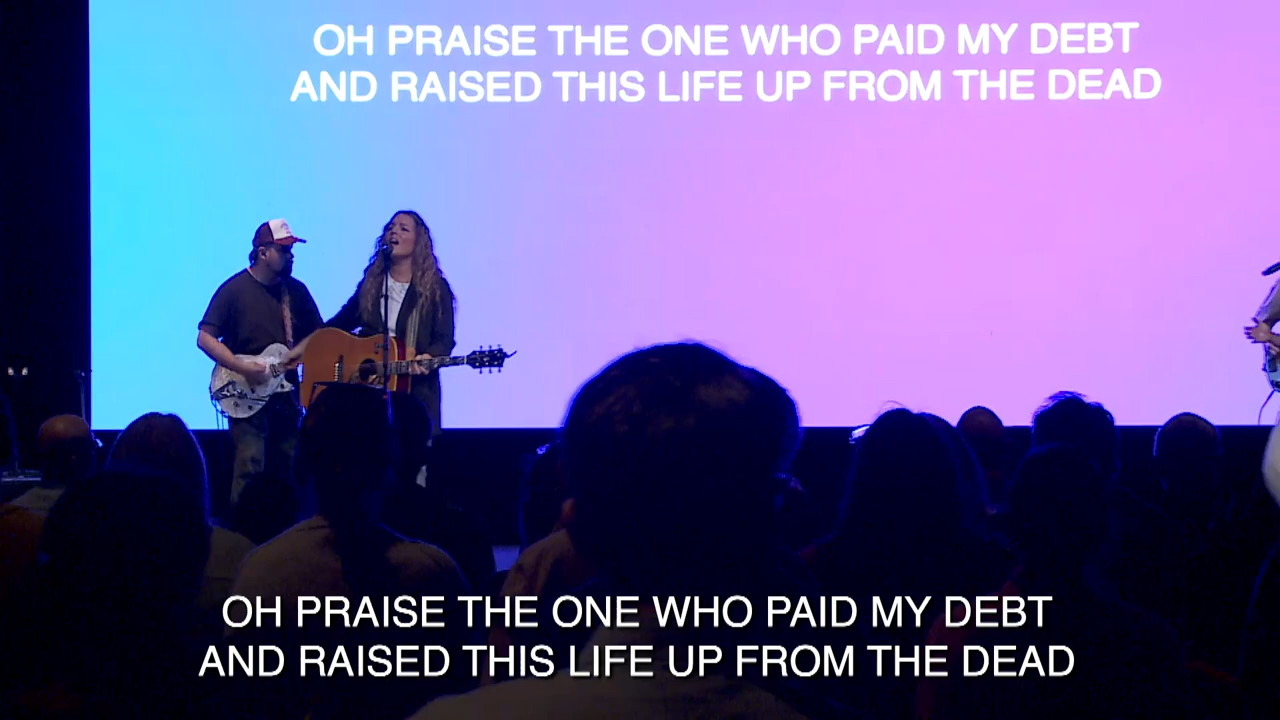 OH PRAISE THE ONE WHO PAID MY DEBT
AND RAISED THIS LIFE UP FROM THE DEAD
OH PRAISE THE ONE WHO PAID MY DEBT
AND RAISED THIS LIFE UP FROM THE DEAD